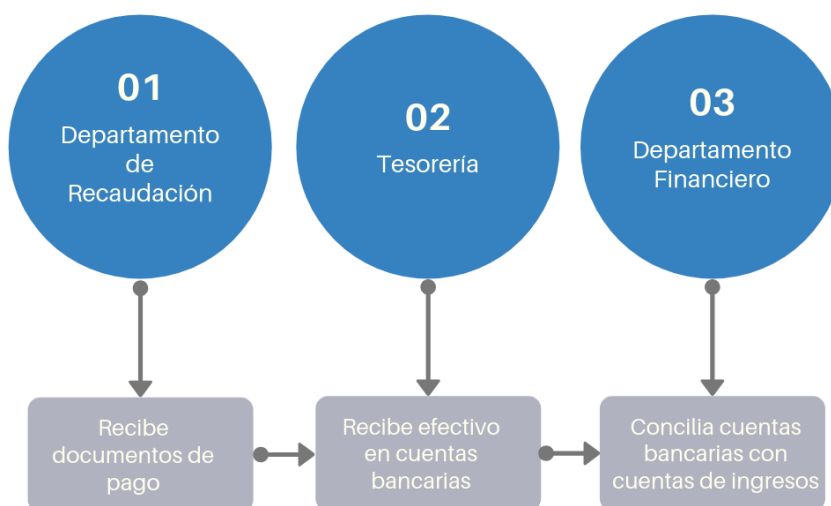 01
Departamento
de
Recaudación
02
Tesorería
03
Departamento
Financiero
Recibe
documentos de
pago
Recibe efectivo
en cuentas
bancarias
Concilia cuentas
bancarias con
cuentas de ingresos